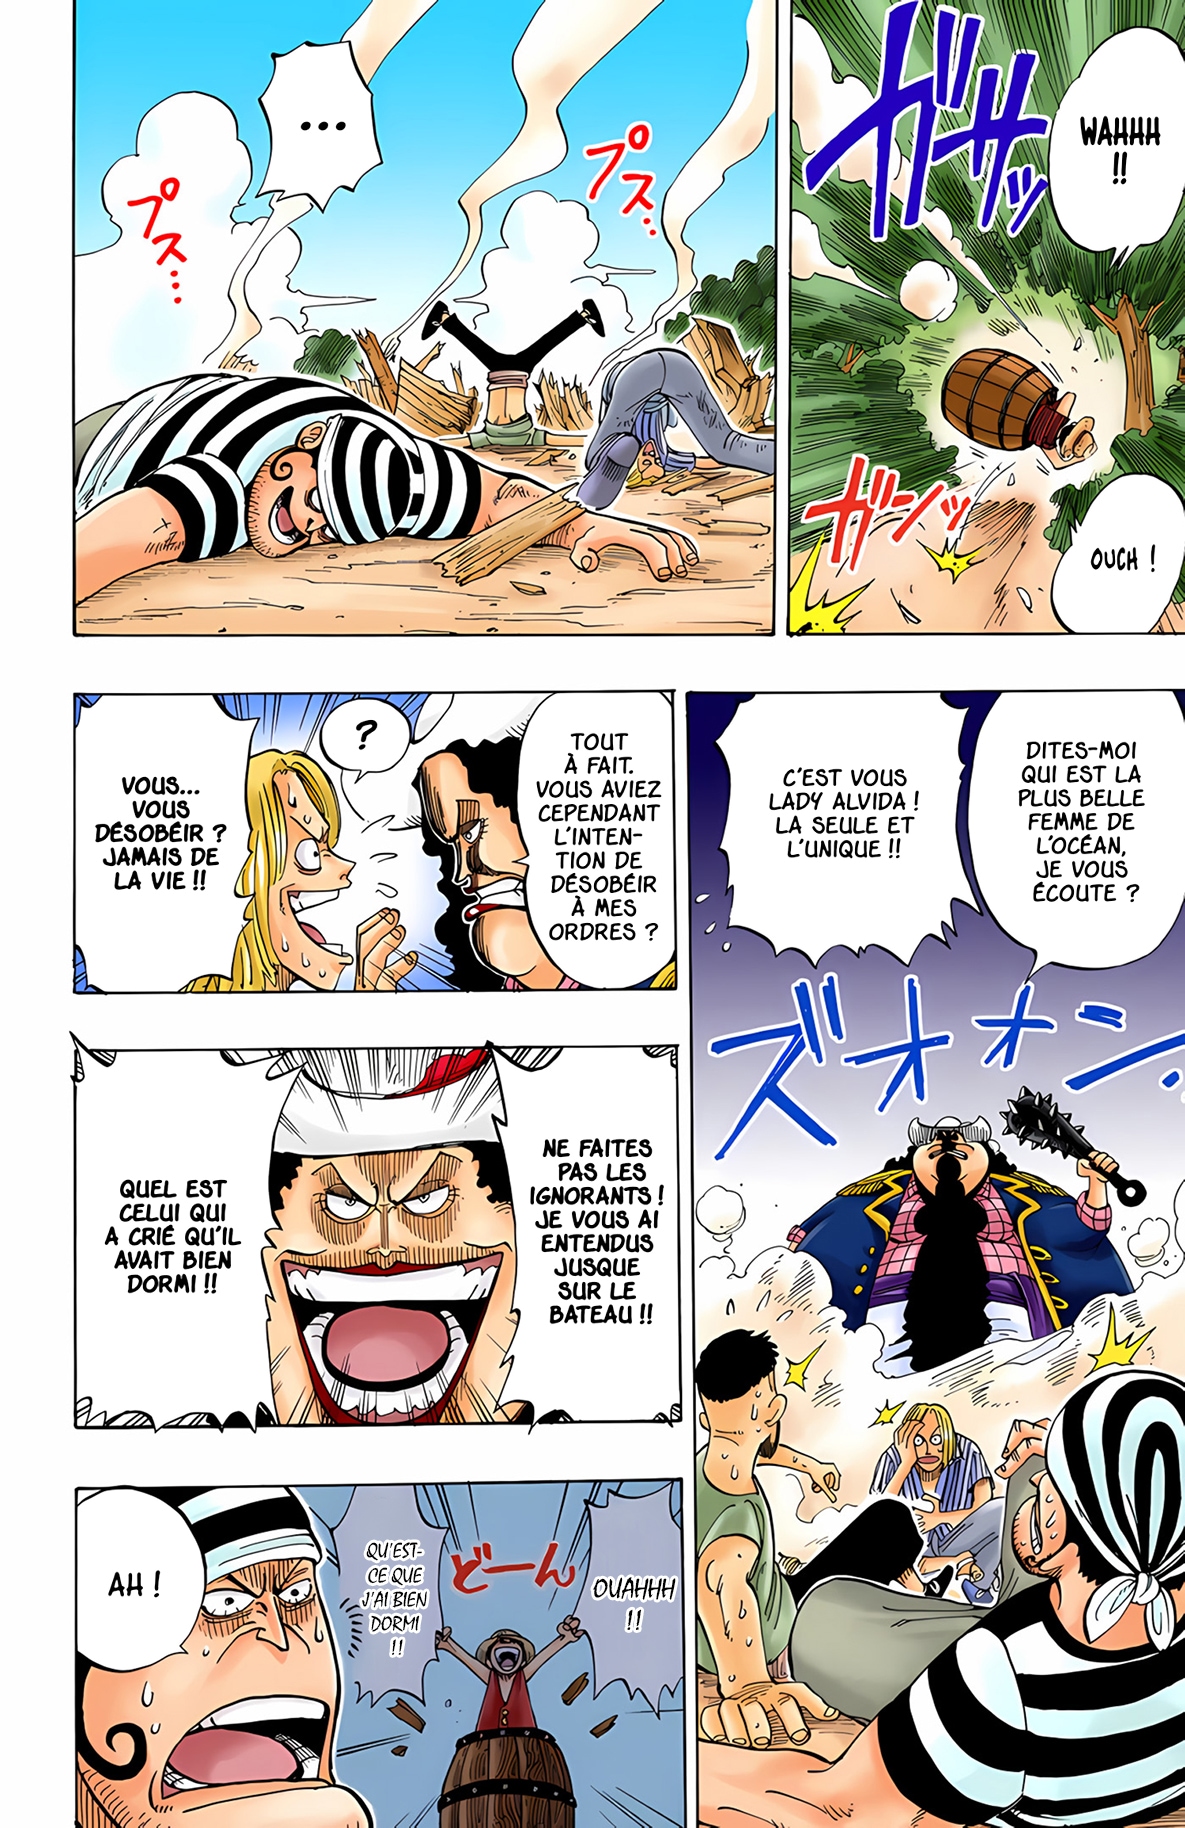 WAHHH
!!
ガサッ
ガーンッ
OUCH !
...
プス...
プス...
DITES-MOI
QUI EST LA
PLUS BELLE
FEMME DE
L'OCÉAN,
JE VOUS
ÉCOUTE ?
C'EST VOUS
LADY ALVIDA !
LA SEULE ET
L'UNIQUE !!
ズオオン
TOUT
À FAIT.
VOUS AVIEZ
CEPENDANT
L'INTEN-
TION DE
DÉSOBÉIR
À MES
ORDRES ?
?
VOUS...
VOUS
DÉSOBÉIR ?
JAMAIS DE
LA VIE !!
NE FAITES
PAS LES
IGNORANTS !
JE VOUS AI
ENTENDUS
JUSQUE
SUR LE
BATEAU !!
QUEL EST
CELUI QUI
A CRIÉ QU'IL
AVAIT BIEN
DORMI !!
OUAHHH
!!
どーん
QU'EST-
CE QUE
J'AI BIEN
DORMI
!!
AH !